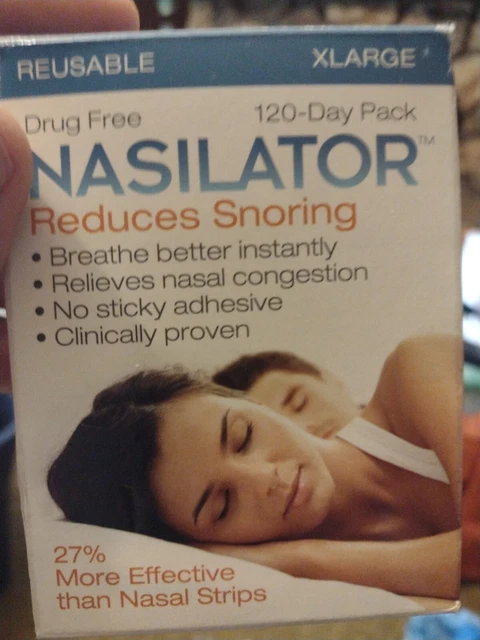 REUSABLE XLARGE*
Drug Free 120-Day Pack
NASILATOR™
Reduces Snoring
• Breathe better instantly
• Relieves nasal congestion
• No sticky adhesive
• Clinically proven
27%
More Effective
than Nasal Strips